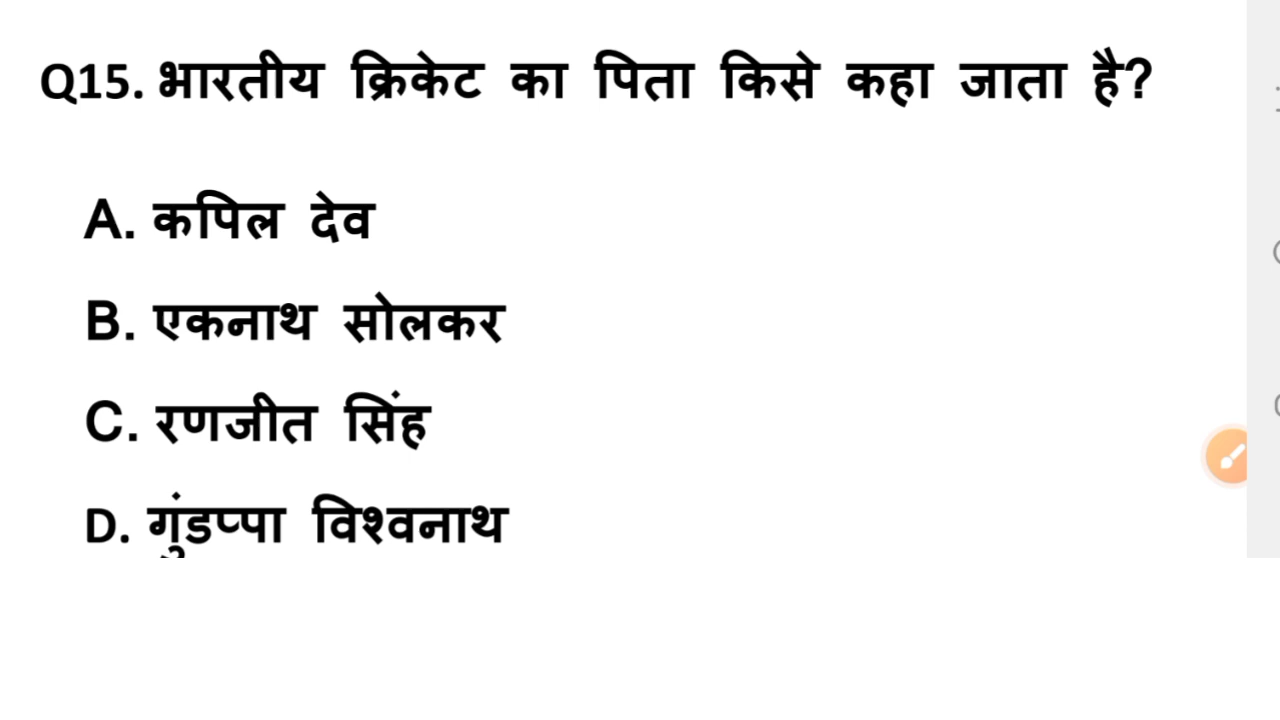 Q15. भारतीय क्रिकेट का पिता किसे कहा जाता है?
A. कपिल देव
B. एकनाथ सोलकर
C. रणजीत सिंह
D. गुंडप्पा विश्वनाथ